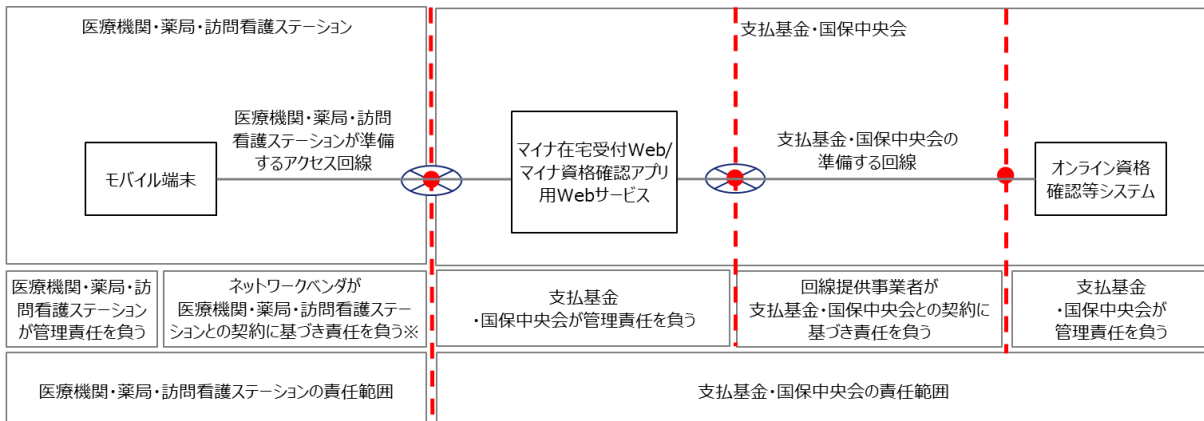 医療機関・薬局・訪問看護ステーション
支払基金・国保中央会
医療機関・薬局・訪問
看護ステーションが準備
するアクセス回線
モバイル端末
マイナ在宅受付Web/
マイナ資格確認アプリ
用Webサービス
支払基金・国保中央会の
準備する回線
オンライン資格
確認等システム
医療機関・薬局・訪
問看護ステーション
が管理責任を負う
ネットワークベンダが
医療機関・薬局・訪問看護ステー
ションとの契約に基づき責任を負う※
支払基金
・国保中央会が管理責任を負う
回線提供事業者が
支払基金・国保中央会との契約に
基づき責任を負う
支払基金
・国保中央会が
管理責任を負う
医療機関・薬局・訪問看護ステーションの責任範囲
支払基金・国保中央会の責任範囲